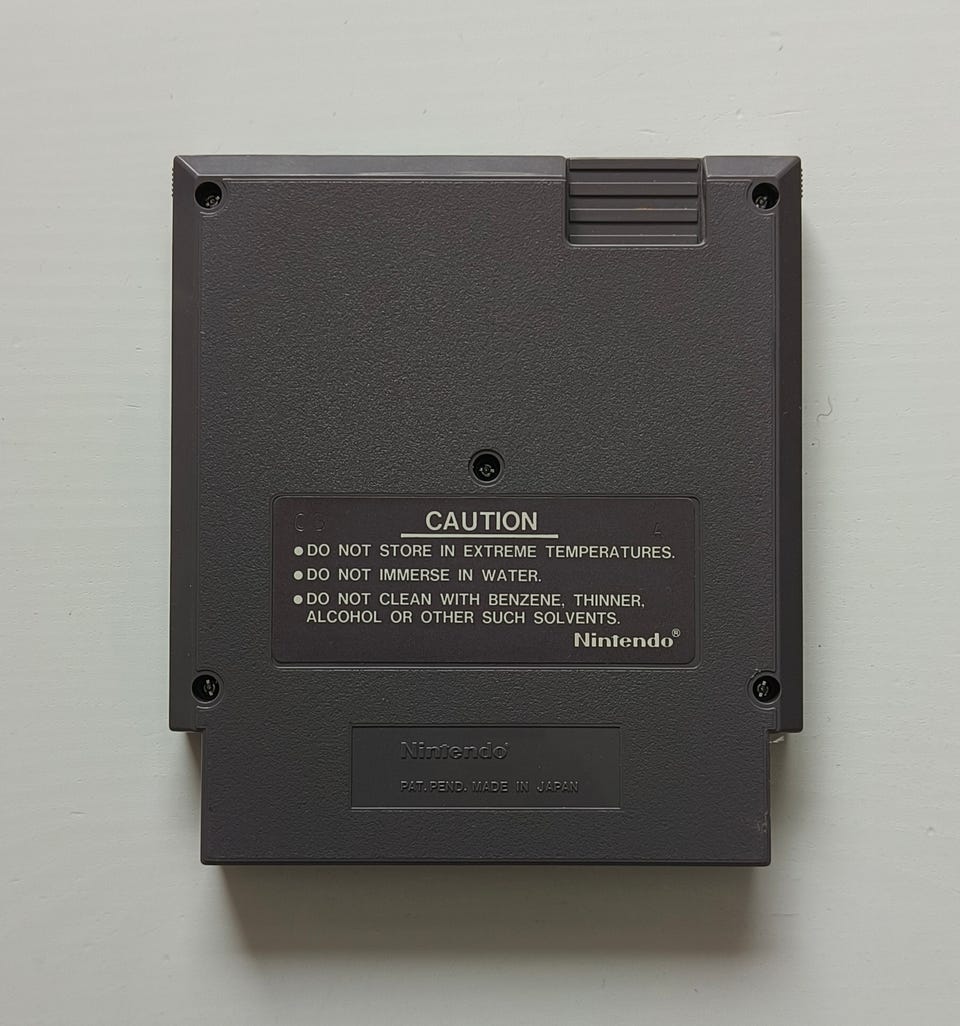 CAUTION
●DO NOT STORE IN EXTREME TEMPERATURES.
●DO NOT IMMERSE IN WATER.
●DO NOT CLEAN WITH BENZENE, THINNER,
ALCOHOL OR OTHER SUCH SOLVENTS.
Nintendo®
Nintendo®
PAT. PEND. MADE IN JAPAN